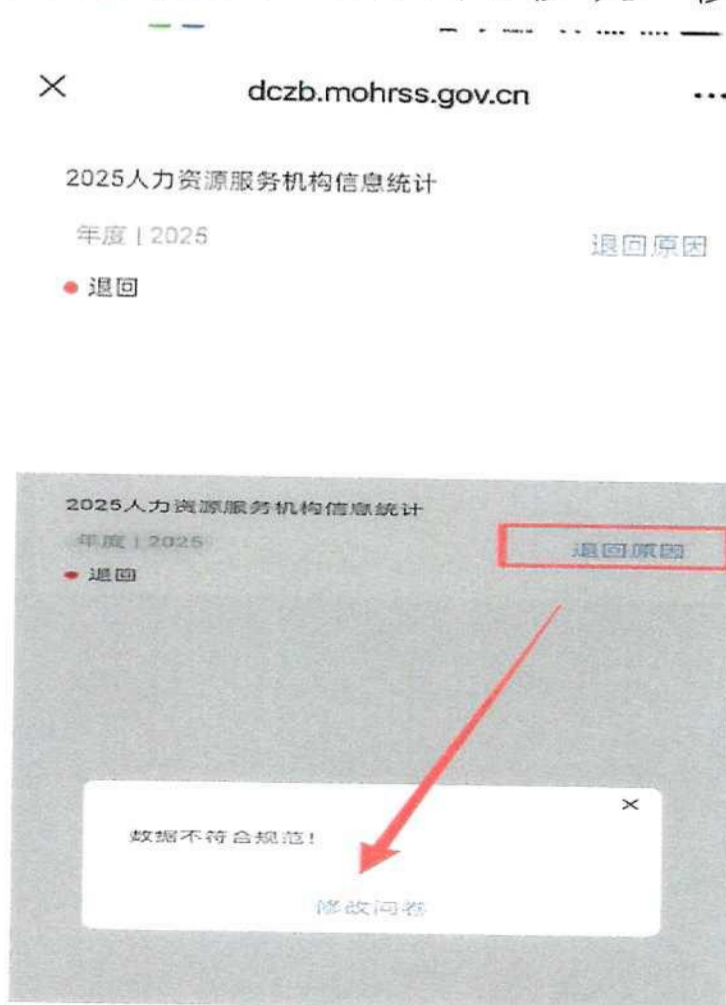 dczb.mohrss.gov.cn
2025人力资源服务机构信息统计
年度 | 2025
退回原因
退回
2025人力资源服务机构信息统计
年度 | 2025
退回原因
退回
数据不符合规范!
修改问卷